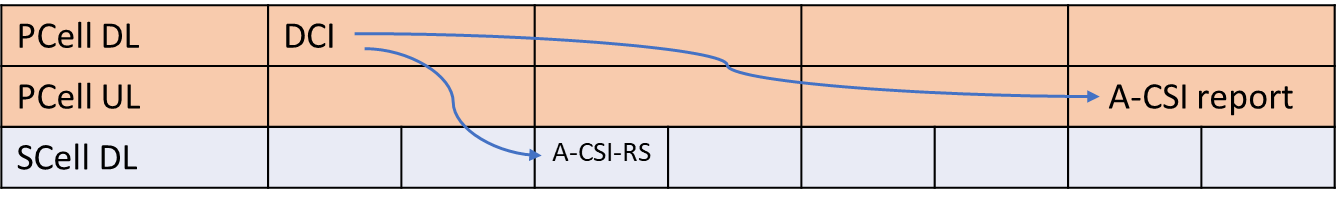 PCell DL DCI
PCell UL A-CSI report
SCell DL A-CSI-RS